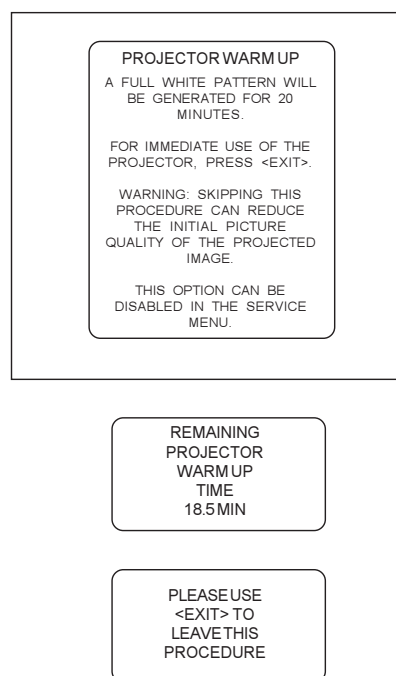 PROJECTOR WARM UP
A FULL WHITE PATTERN WILL
BE GENERATED FOR 20
MINUTES.
FOR IMMEDIATE USE OF THE
PROJECTOR, PRESS <EXIT>.
WARNING: SKIPPING THIS
PROCEDURE CAN REDUCE
THE INITIAL PICTURE
QUALITY OF THE PROJECTED
IMAGE.
THIS OPTION CAN BE
DISABLED IN THE SERVICE
MENU.
REMAINING
PROJECTOR
WARM UP
TIME
18.5 MIN
PLEASE USE
<EXIT> TO
LEAVE THIS
PROCEDURE